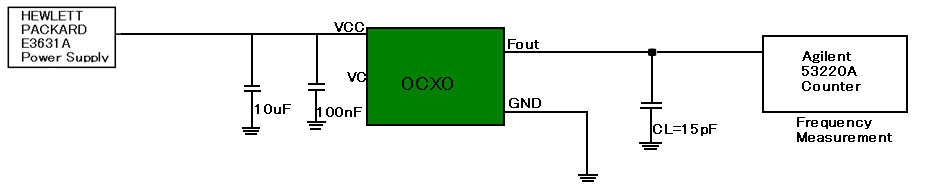 HEWLETT
PACKARD
E3631A
Power Supply
VCC
VC
OCXO
Fout
GND
10uF
100nF
CL=15pF
Agilent
53220A
Counter
Frequency
Measurement